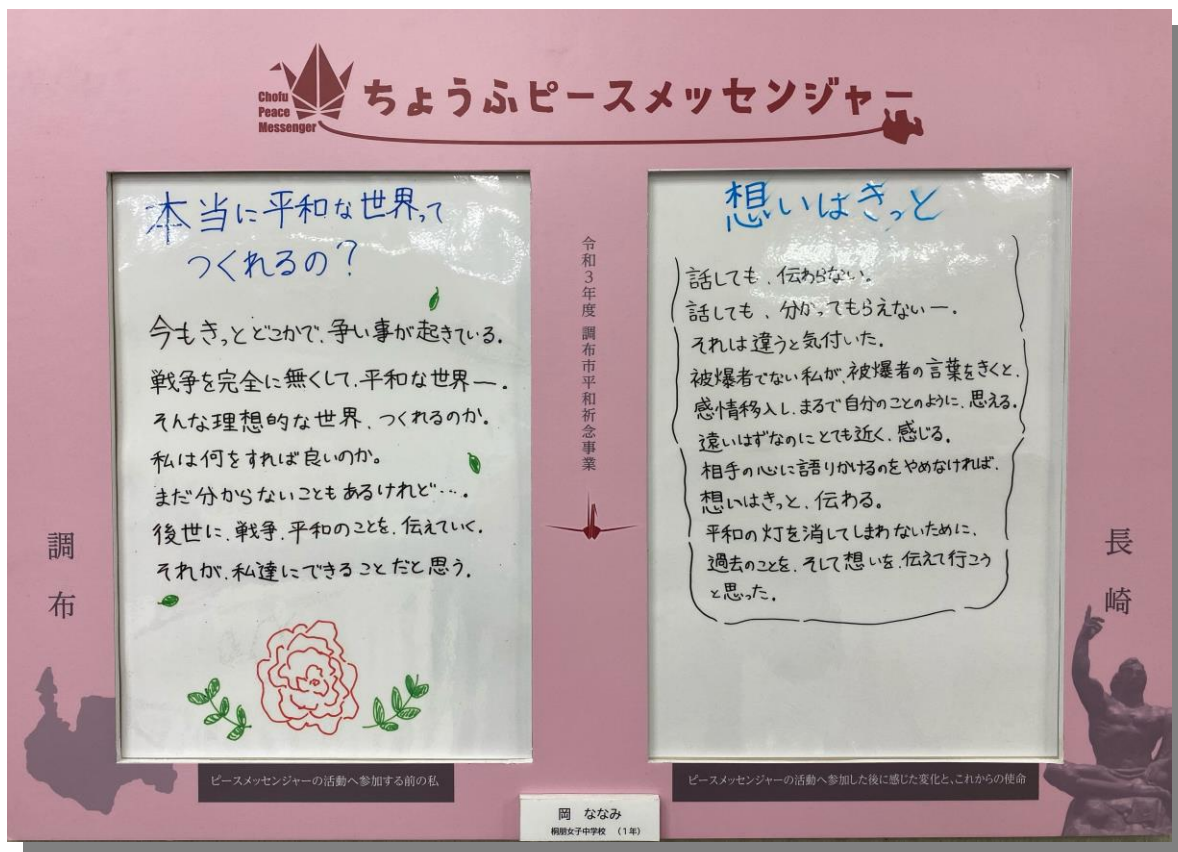 Chofu
Peace
Messenger
ちょうふピースメッセンジャー
本当に平和な世界って
つくれるの？
今もきっとどこかで、争い事が起きている。
戦争を完全に無くして、平和な世界―。
そんな理想的な世界、つくれるのか。
私は何をすれば良いのか。
まだ分からないこともあるけれど…。
後世に、戦争、平和のことを、伝えていく。
それが、私達にできることだと思う。
調布
ピースメッセンジャーの活動へ参加する前の私
令和3年度 調布市平和祈念事業
想いはきっと
話しても、伝わらない。
話しても、分かってもらえない―。
それは違うと気付いた。
被爆者でない私が、被爆者の言葉をきくと、
感情移入し、まるで自分のことのように、思える。
遠いはずなのにとても近く、感じる。
相手の心に語りかけるのをやめなければ、
想いはきっと、伝わる。
平和の灯を消してしまわないために、
過去のことを、そして想いを、伝えて行こう
と思った。
長崎
ピースメッセンジャーの活動へ参加した後に感じた変化と、これからの使命
岡 ななみ
桐朋女子中学校 （1年）